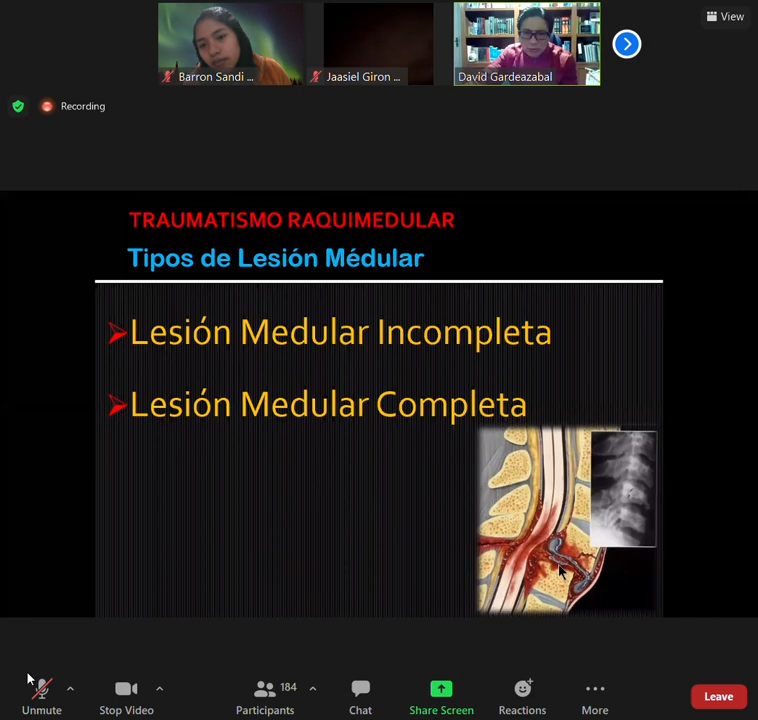 View
Barron Sandi ...
Jaasiel Giron ...
David Gardeazabal
Recording
TRAUMATISMO RAQUIMEDULAR
Tipos de Lesión Médular
Lesión Medular Incompleta
Lesión Medular Completa
Unmute
Stop Video
184
Participants
Chat
Share Screen
Reactions
More
Leave